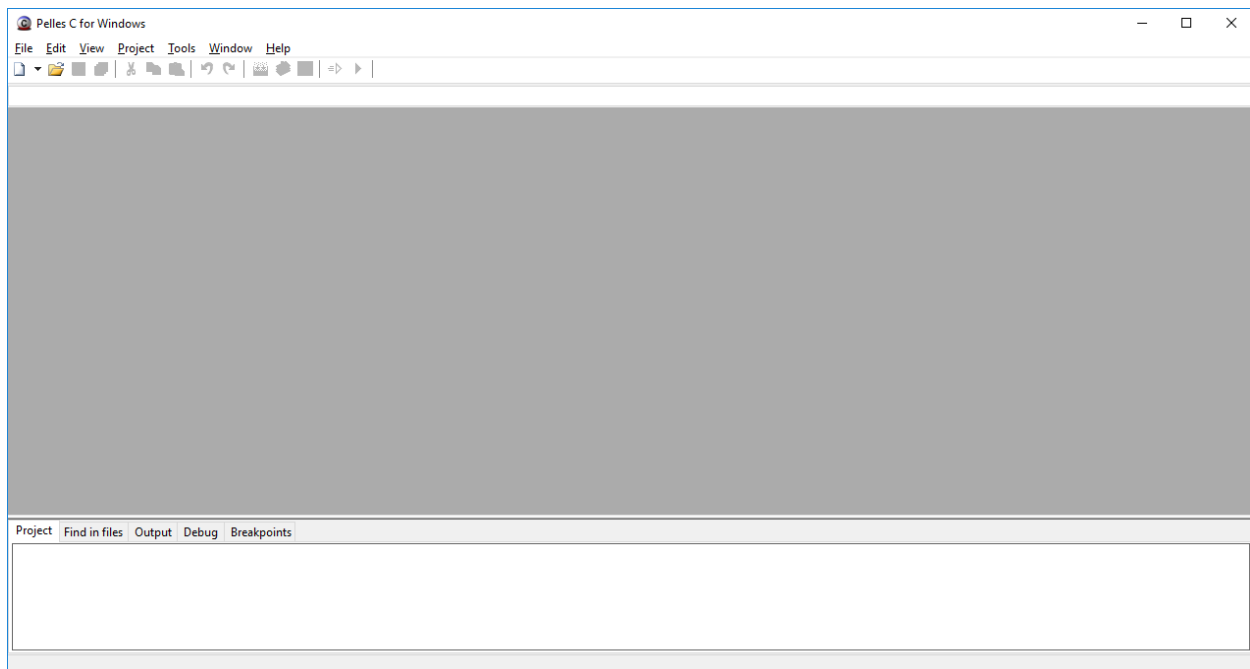 Pelles C for Windows
File Edit View Project Tools Window Help
Project Find in files Output Debug Breakpoints